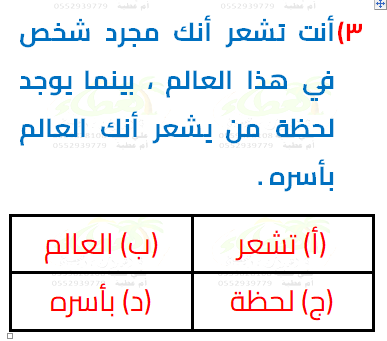 ٣) أنت تشعر أنك مجرد شخص
في هذا العالم ، بينما يوجد
لحظة من يشعر أنك العالم
بأسره .
(أ) تشعر (ب) العالم
(ج) لحظة (د) بأسره